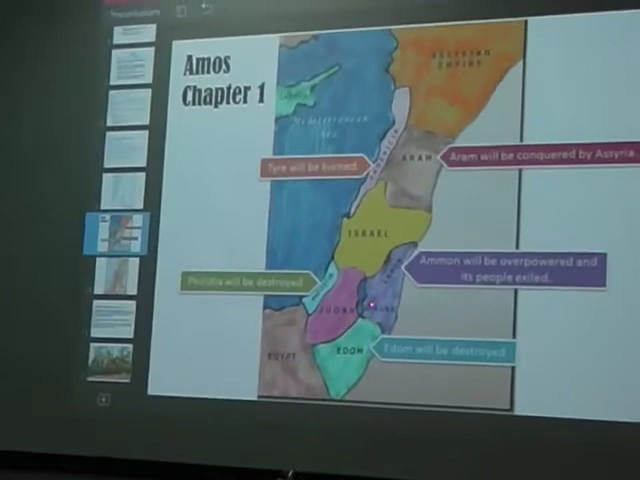 Amos
Chapter 1
ASSYRIAN
EMPIRE
Mediterranean
Sea
Tyre will be burned
ARAM
Aram will be conquered by Assyria
ISRAEL
Ammon will be overpowered and
its people exiled.
Philistia will be destroyed
JUDAH
EGYPT
EDOM
Edom will be destroyed